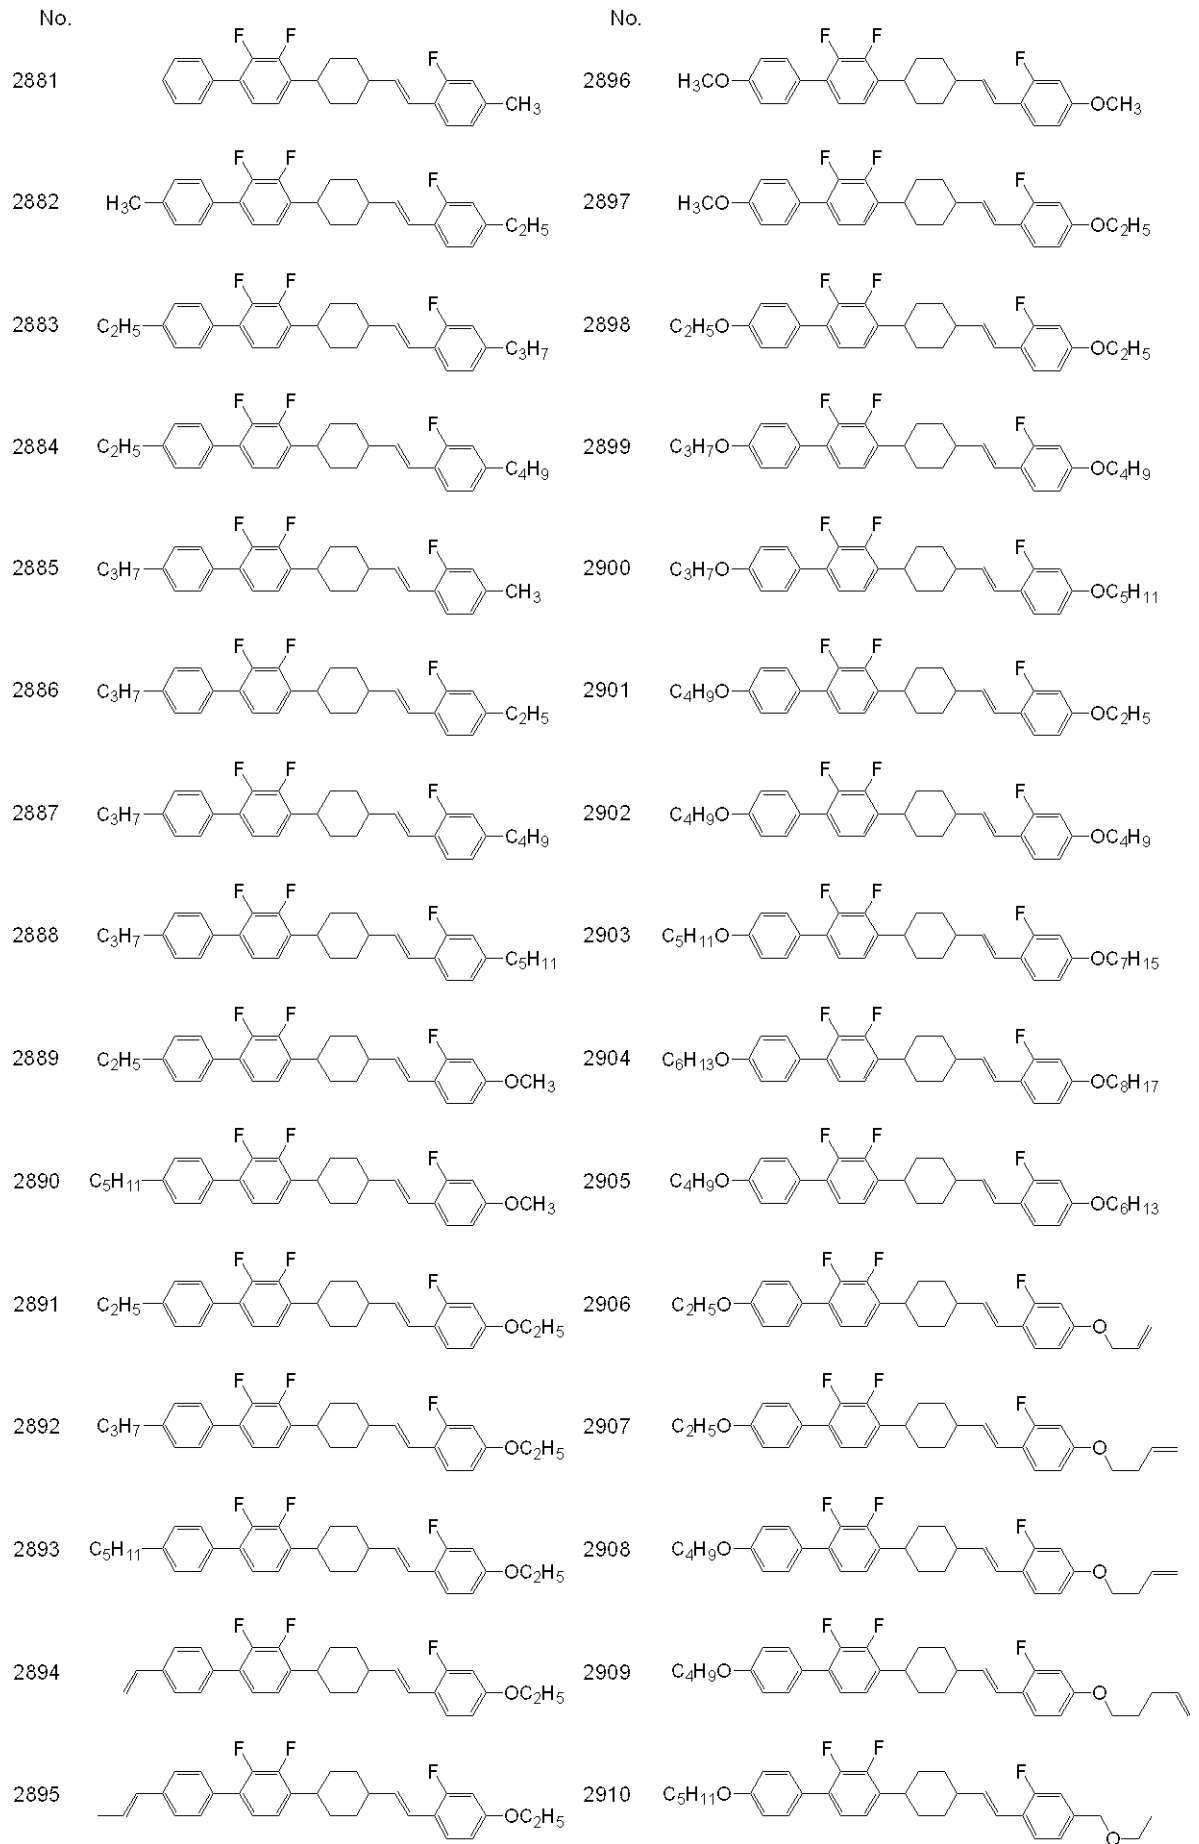 No.
2881 F F F CH3
2882 H3C F F F C2H5
2883 C2H5 F F F C3H7
2884 C2H5 F F F C4H9
2885 C3H7 F F F CH3
2886 C3H7 F F F C2H5
2887 C3H7 F F F C4H9
2888 C3H7 F F F C5H11
2889 C2H5 F F F OCH3
2890 C5H11 F F F OCH3
2891 C2H5 F F F OC2H5
2892 C3H7 F F F OC2H5
2893 C5H11 F F F OC2H5
2894 F F F OC2H5
2895 F F F OC2H5
No.
2896 H3CO F F F OCH3
2897 H3CO F F F OC2H5
2898 C2H5O F F F OC2H5
2899 C3H7O F F F OC4H9
2900 C3H7O F F F OC5H11
2901 C4H9O F F F OC2H5
2902 C4H9O F F F OC4H9
2903 C5H11O F F F OC7H15
2904 C6H13O F F F OC8H17
2905 C4H9O F F F OC6H13
2906 C2H5O F F F O
2907 C2H5O F F F O
2908 C4H9O F F F O
2909 C4H9O F F F O
2910 C5H11O F F F O